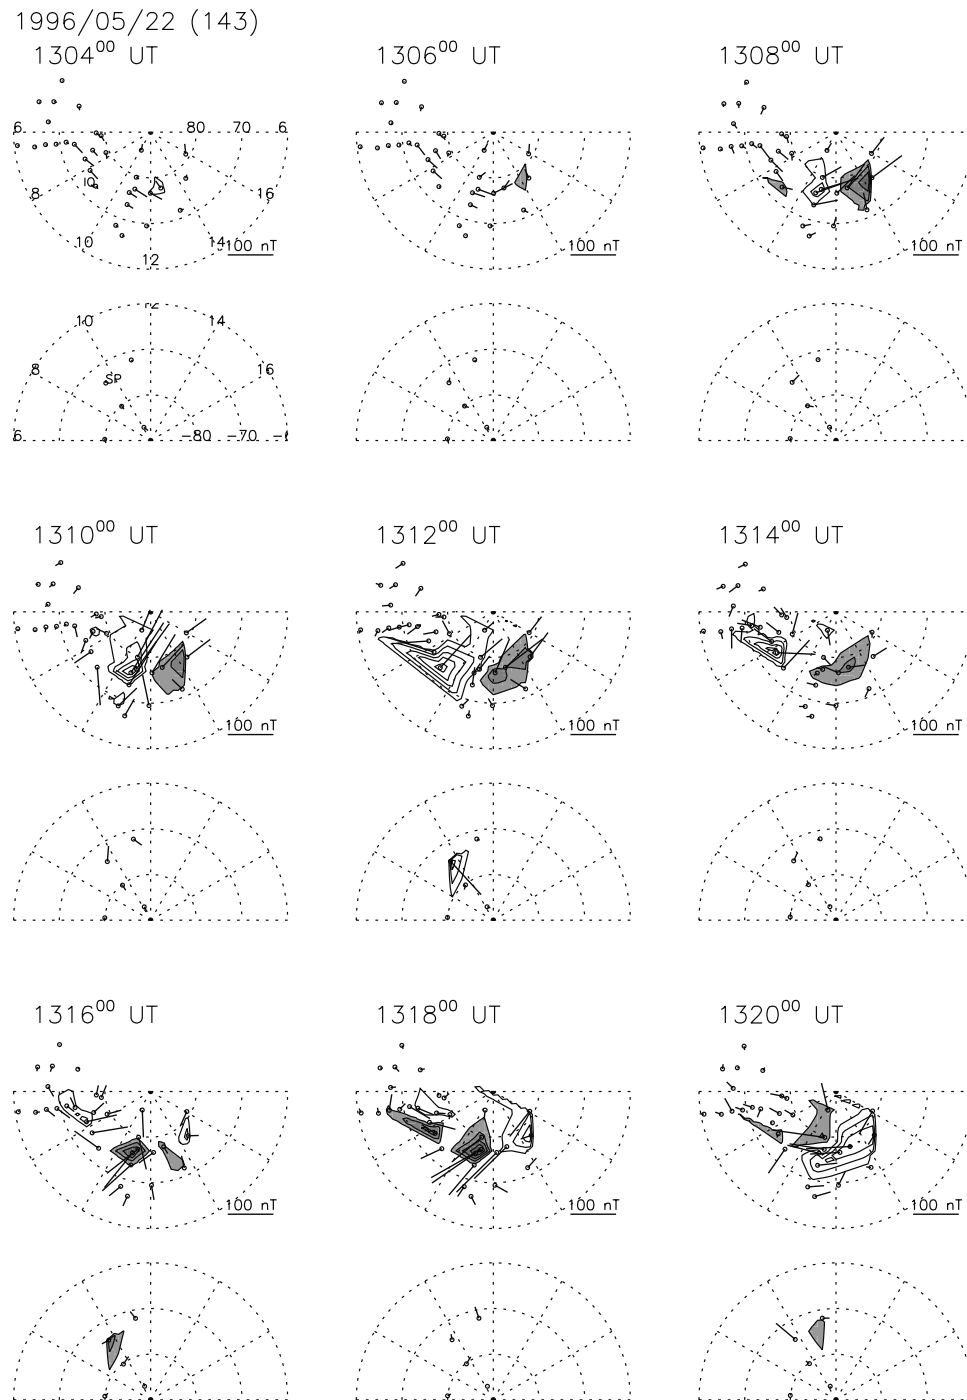 1996/05/22 (143)
1304⁰⁰ UT 1306⁰⁰ UT 1308⁰⁰ UT
6 80 70 6
IQ
8 16
10 14 100 nT 100 nT 100 nT
12
12
10 14
8 16
SP
6 -80 -70 -6
1310⁰⁰ UT 1312⁰⁰ UT 1314⁰⁰ UT
100 nT 100 nT 100 nT
1316⁰⁰ UT 1318⁰⁰ UT 1320⁰⁰ UT
100 nT 100 nT 100 nT